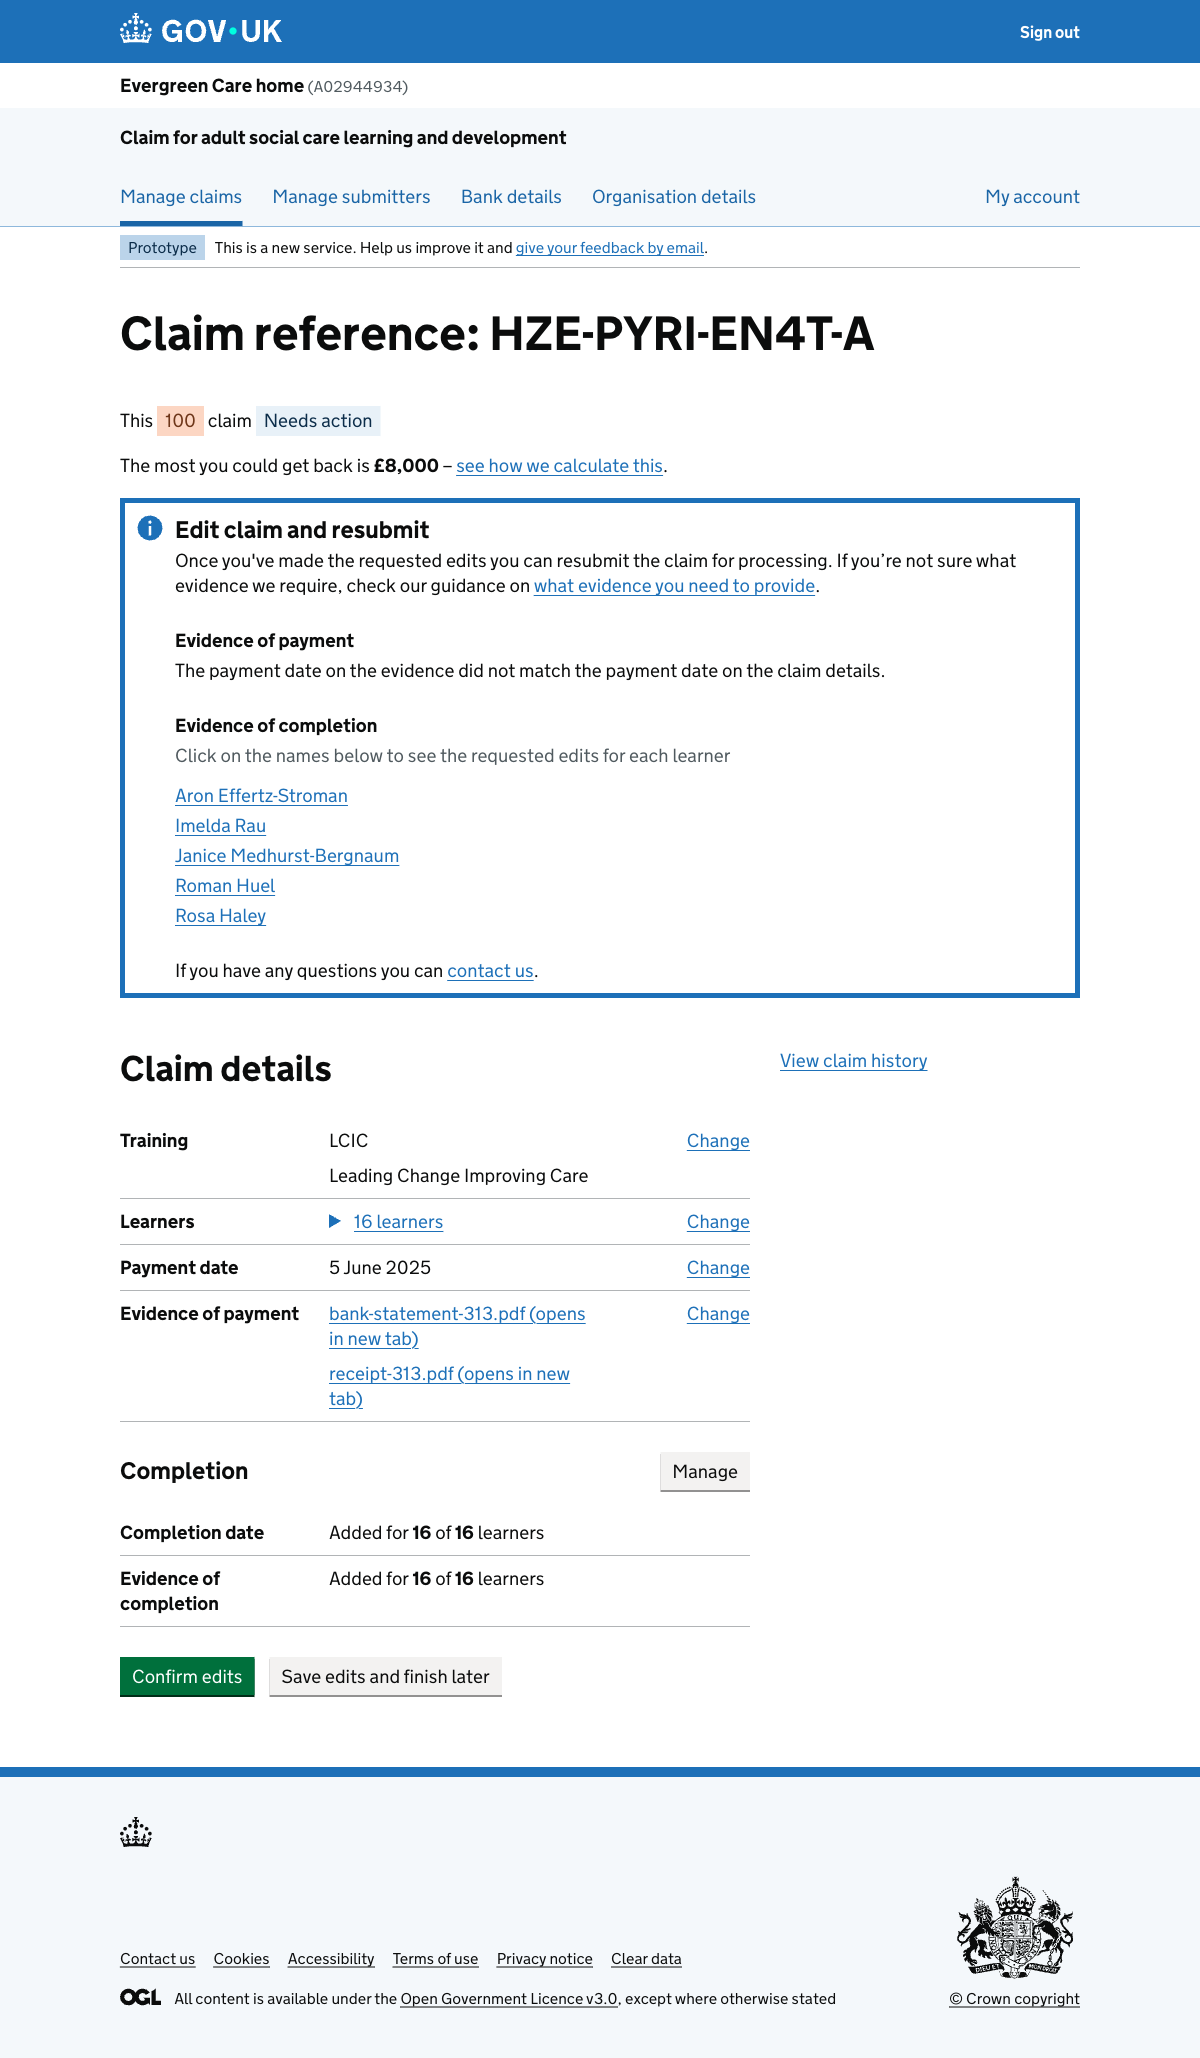 GOV•UK
Sign out
Evergreen Care home (A02944934)
Claim for adult social care learning and development
Manage claims Manage submitters Bank details Organisation details My account
Prototype This is a new service. Help us improve it and give your feedback by email.
Claim reference: HZE-PYRI-EN4T-A
This 100 claim Needs action
The most you could get back is £8,000 – see how we calculate this.
Edit claim and resubmit
Once you've made the requested edits you can resubmit the claim for processing. If you’re not sure what
evidence we require, check our guidance on what evidence you need to provide.
Evidence of payment
The payment date on the evidence did not match the payment date on the claim details.
Evidence of completion
Click on the names below to see the requested edits for each learner
Aron Effertz-Stroman
Imelda Rau
Janice Medhurst-Bergnaum
Roman Huel
Rosa Haley
If you have any questions you can contact us.
Claim details
View claim history
Training LCIC Change
Leading Change Improving Care
Learners 16 learners Change
Payment date 5 June 2025 Change
Evidence of payment bank-statement-313.pdf (opens Change
in new tab)
receipt-313.pdf (opens in new
tab)
Completion Manage
Completion date Added for 16 of 16 learners
Evidence of Added for 16 of 16 learners
completion
Confirm edits Save edits and finish later
Contact us Cookies Accessibility Terms of use Privacy notice Clear data
OGL All content is available under the Open Government Licence v3.0, except where otherwise stated
© Crown copyright